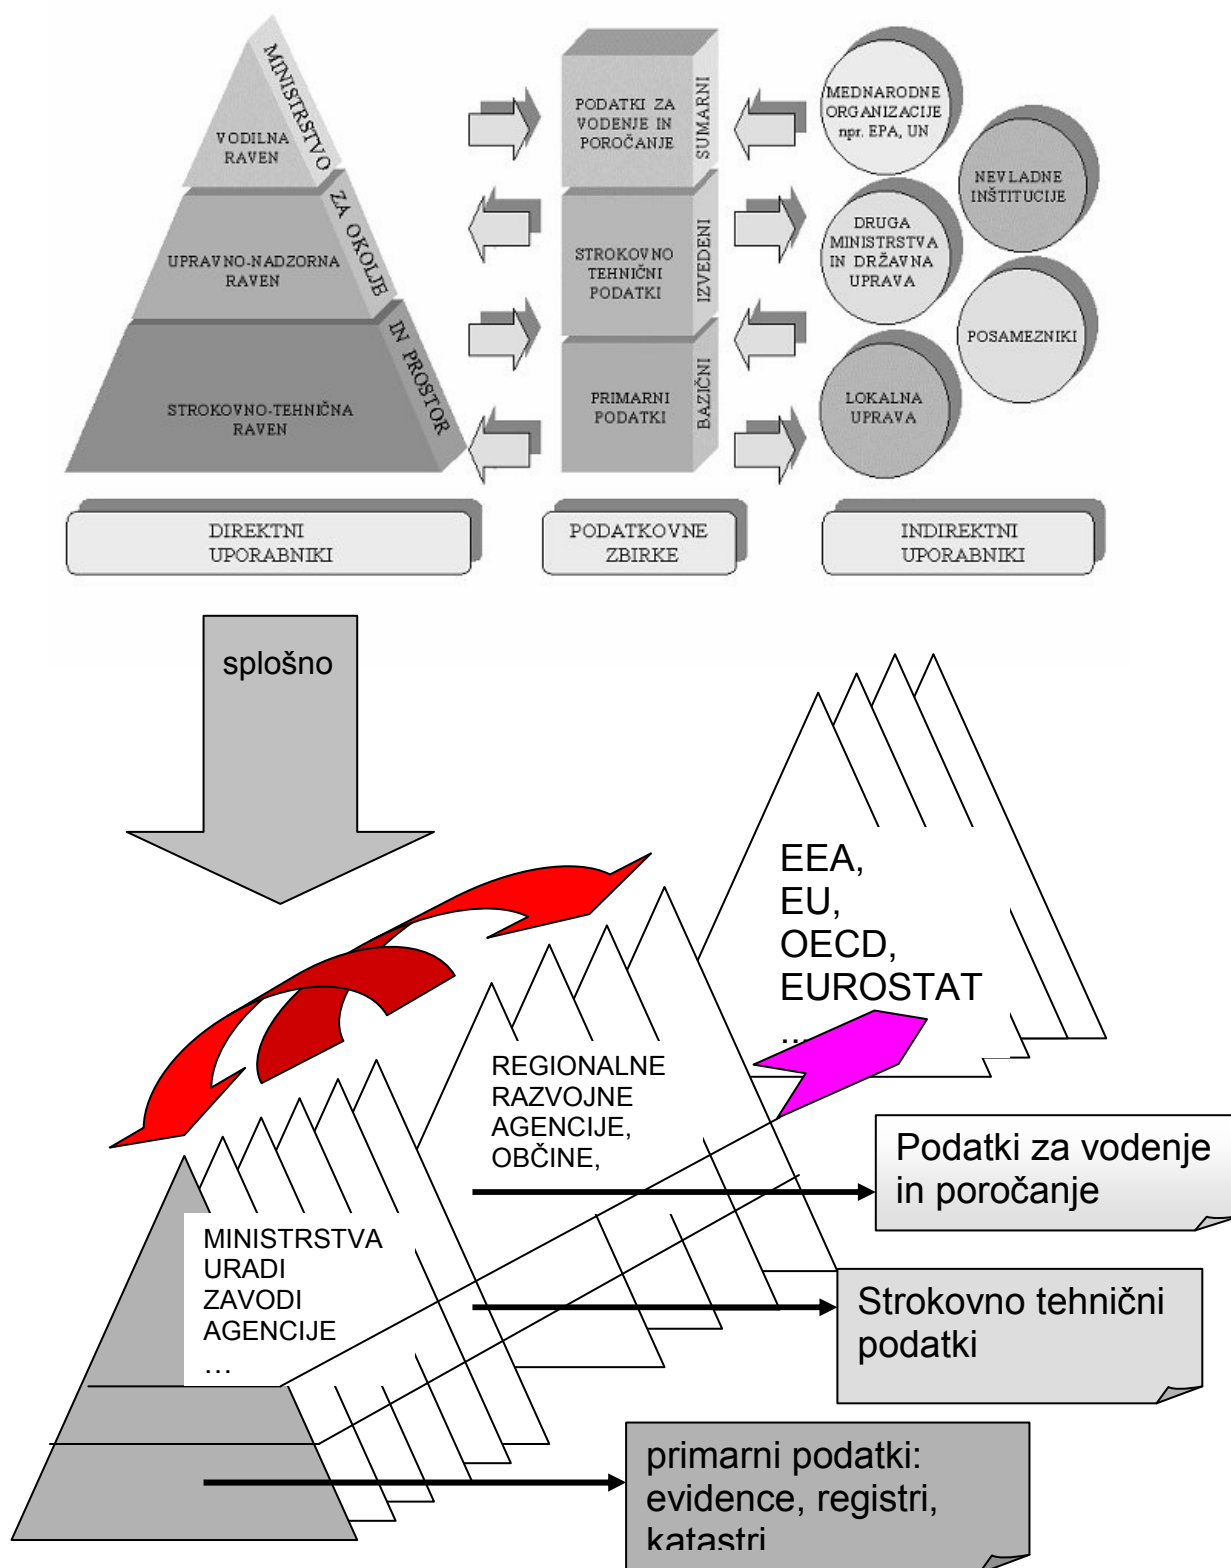 MINISTRSTVO
ZA OKOLJE
IN PROSTOR
VODILNA
RAVEN
UPRAVNO-NADZORNA
RAVEN
STROKOVNO-TEHNIČNA
RAVEN
PODATKI ZA
VODENJE IN
POROČANJE
SUMARNI
STROKOVNO
TEHNIČNI
PODATKI
IZVEDENI
PRIMARNI
PODATKI
BAZIČNI
MEDNARODNE
ORGANIZACIJE
npr. EPA, UN
NEVLADNE
INŠTITUCIJE
DRUGA
MINISTRSTVA
IN DRŽAVNA
UPRAVA
POSAMEZNIKI
LOKALNA
UPRAVA
DIREKTNI
UPORABNIKI
PODATKOVNE
ZBIRKE
INDIREKTNI
UPORABNIKI
splošno
EEA,
EU,
OECD,
EUROSTAT
...
REGIONALNE
RAZVOJNE
AGENCIJE,
OBČINE,
MINISTRSTVA
URADI
ZAVODI
AGENCIJE
...
Podatki za vodenje
in poročanje
Strokovno tehnični
podatki
primarni podatki:
evidence, registri,
katastri